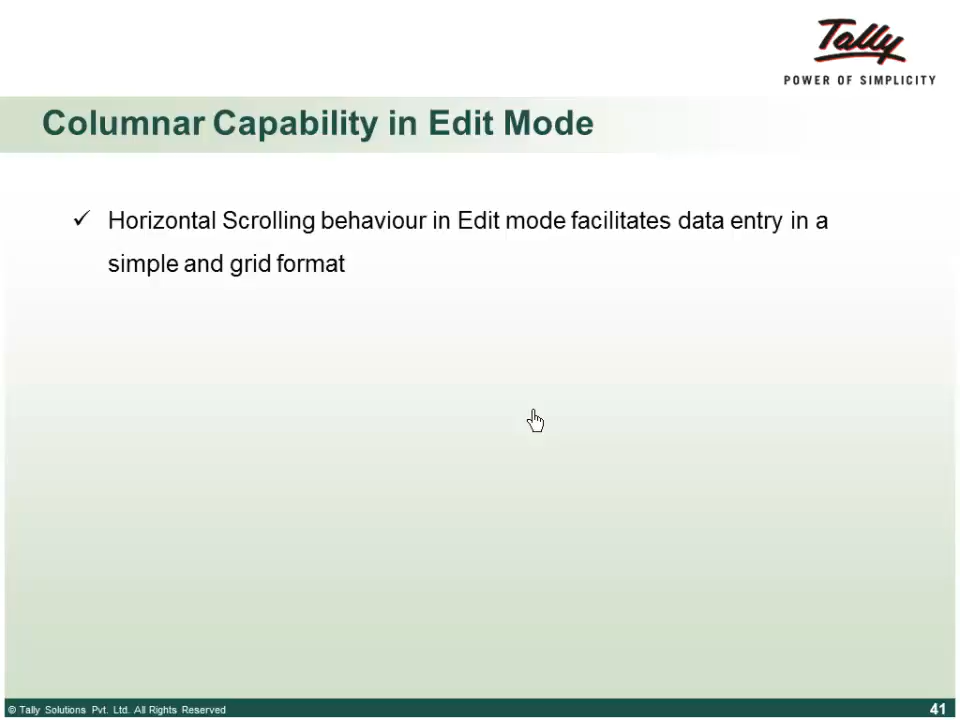 Tally
POWER OF SIMPLICITY
Columnar Capability in Edit Mode
✓ Horizontal Scrolling behaviour in Edit mode facilitates data entry in a
simple and grid format
© Tally Solutions Pvt. Ltd. All Rights Reserved
41